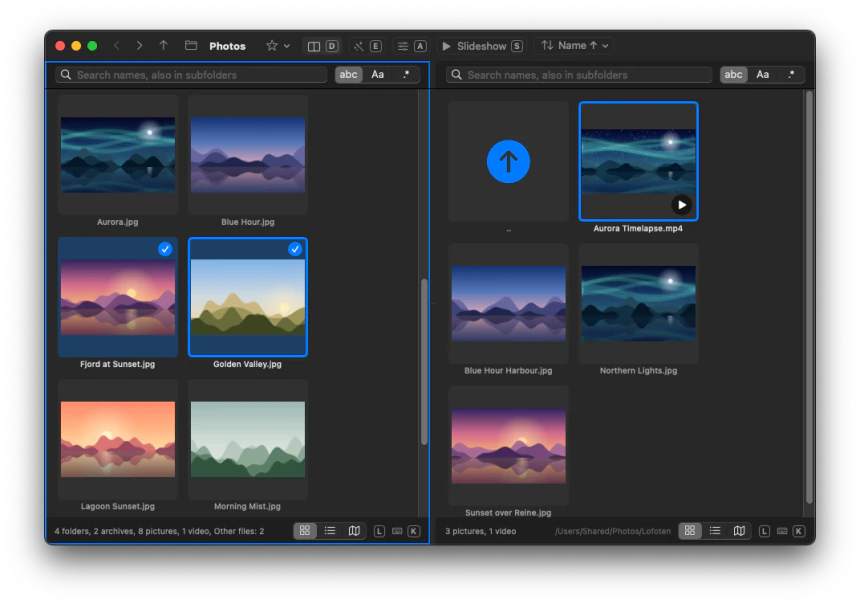 Photos
D
E
A
Slideshow S
Name
Search names, also in subfolders
abc
Aa
.*
Search names, also in subfolders
abc
Aa
.*
Aurora.jpg
Blue Hour.jpg
Fjord at Sunset.jpg
Golden Valley.jpg
Lagoon Sunset.jpg
Morning Mist.jpg
..
Aurora Timelapse.mp4
Blue Hour Harbour.jpg
Northern Lights.jpg
Sunset over Reine.jpg
4 folders, 2 archives, 8 pictures, 1 video, Other files: 2
L
K
3 pictures, 1 video
/Users/Shared/Photos/Lofoten
L
K